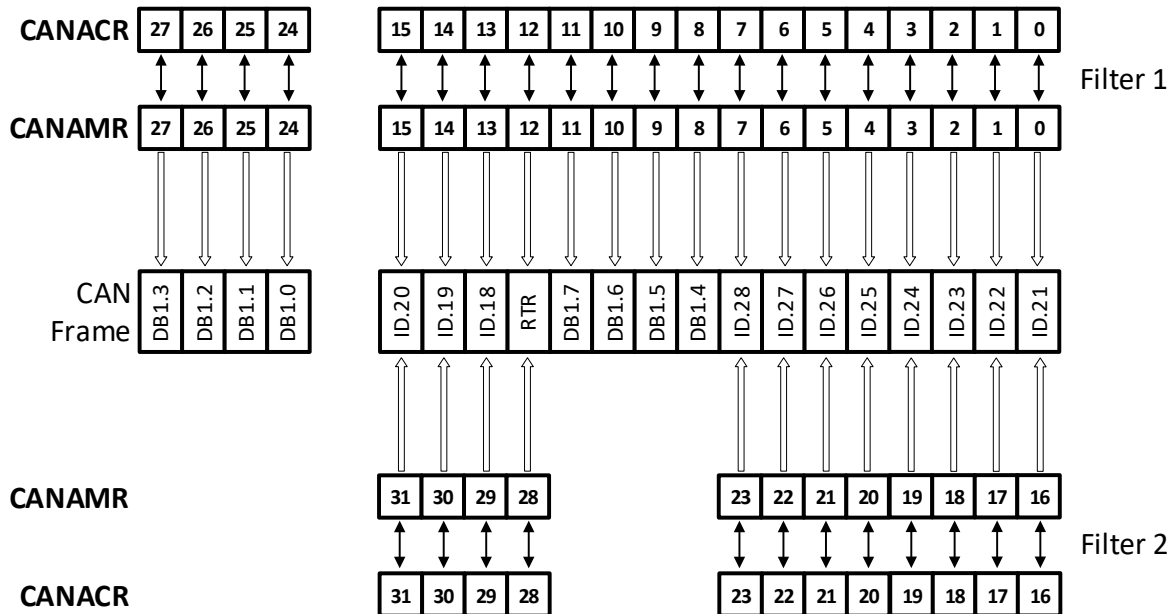 CANACR 27 26 25 24 15 14 13 12 11 10 9 8 7 6 5 4 3 2 1 0
Filter 1
CANAMR 27 26 25 24 15 14 13 12 11 10 9 8 7 6 5 4 3 2 1 0
CAN
Frame
DB1.3 DB1.2 DB1.1 DB1.0 ID.20 ID.19 ID.18 RTR DB1.7 DB1.6 DB1.5 DB1.4 ID.28 ID.27 ID.26 ID.25 ID.24 ID.23 ID.22 ID.21
CANAMR 31 30 29 28 23 22 21 20 19 18 17 16
Filter 2
CANACR 31 30 29 28 23 22 21 20 19 18 17 16